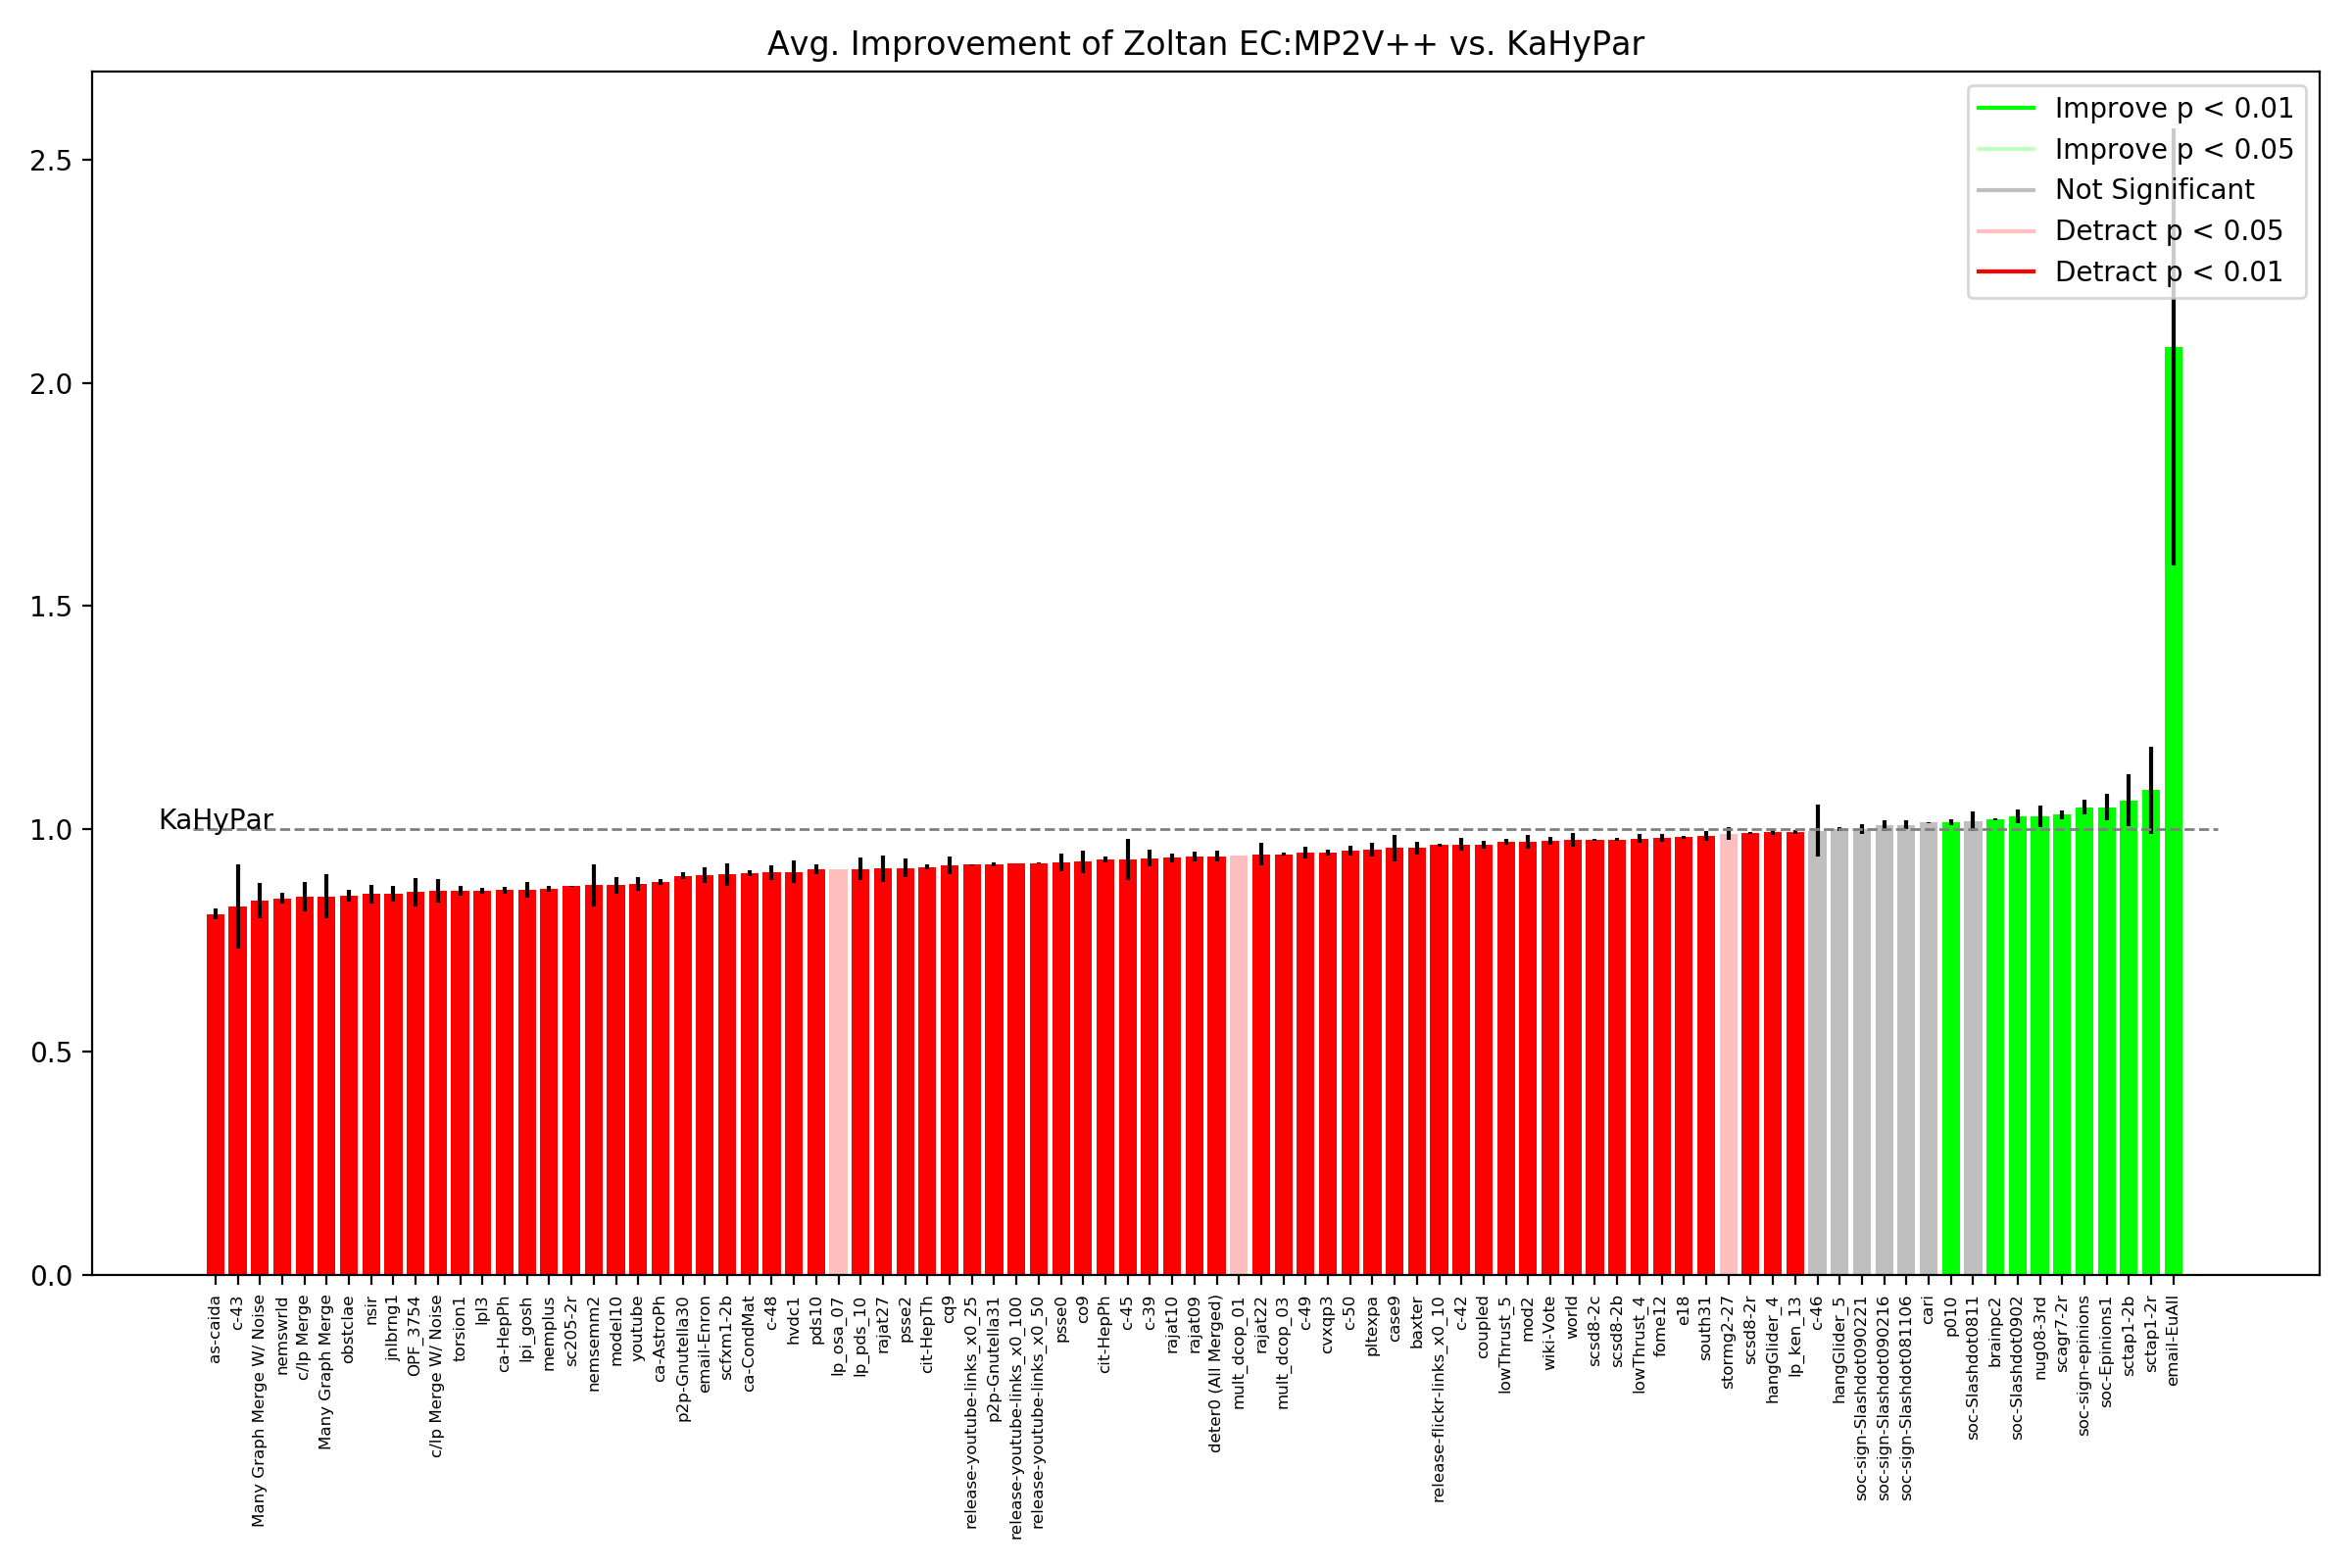 Avg. Improvement of Zoltan EC:MP2V++ vs. KaHyPar
Improve p < 0.01
Improve p < 0.05
Not Significant
Detract p < 0.05
Detract p < 0.01
2.5
2.0
1.5
1.0
0.5
0.0
KaHyPar
as-caida
c-43
Many Graph Merge W/ Noise
nemswrld
c/lp Merge
Many Graph Merge
obstclae
nsir
jnlbrng1
OPF_3754
c/lp Merge W/ Noise
torsion1
lpl3
ca-HepPh
lpi_gosh
memplus
sc205-2r
nemsemm2
model10
youtube
ca-AstroPh
p2p-Gnutella30
email-Enron
scfxm1-2b
ca-CondMat
c-48
hvdc1
pds10
lp_osa_07
lp_pds_10
rajat27
psse2
cit-HepTh
cq9
release-youtube-links_x0_25
p2p-Gnutella31
release-youtube-links_x0_100
release-youtube-links_x0_50
psse0
co9
cit-HepPh
c-45
c-39
rajat10
rajat09
deter0 (All Merged)
mult_dcop_01
rajat22
mult_dcop_03
c-49
cvxqp3
c-50
pltexpa
case9
baxter
release-flickr-links_x0_10
c-42
coupled
lowThrust_5
mod2
wiki-Vote
world
scsd8-2c
scsd8-2b
lowThrust_4
fome12
e18
south31
stormg2-27
scsd8-2r
hangGlider_4
lp_ken_13
c-46
hangGlider_5
soc-sign-Slashdot090221
soc-sign-Slashdot090216
soc-sign-Slashdot081106
cari
p010
soc-Slashdot0811
brainpc2
soc-Slashdot0902
nug08-3rd
scagr7-2r
soc-sign-epinions
soc-Epinions1
sctap1-2b
sctap1-2r
email-EuAll